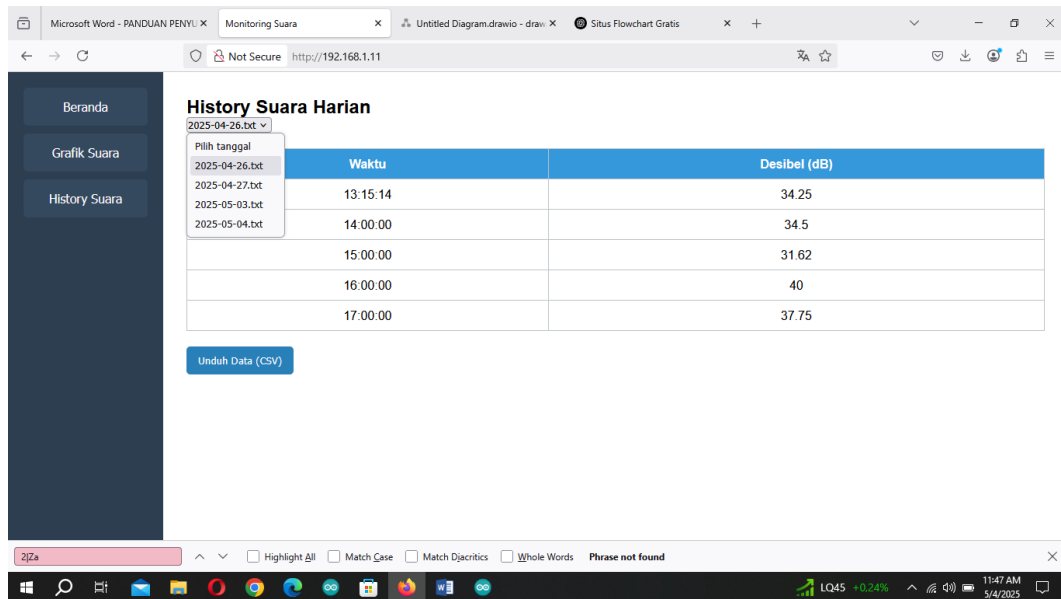 Microsoft Word - PANDUAN PENYU Monitoring Suara Untitled Diagram.drawio - draw Situs Flowchart Gratis
Not Secure http://192.168.1.11
Beranda
Grafik Suara
History Suara
History Suara Harian
2025-04-26.txt
Pilih tanggal
2025-04-26.txt
2025-04-27.txt
2025-05-03.txt
2025-05-04.txt
Waktu Desibel (dB)
13:15:14 34.25
14:00:00 34.5
15:00:00 31.62
16:00:00 40
17:00:00 37.75
Unduh Data (CSV)
2|Za Highlight All Match Case Match Diacritics Whole Words Phrase not found
LQ45 +0.24% 11:47 AM
5/4/2025